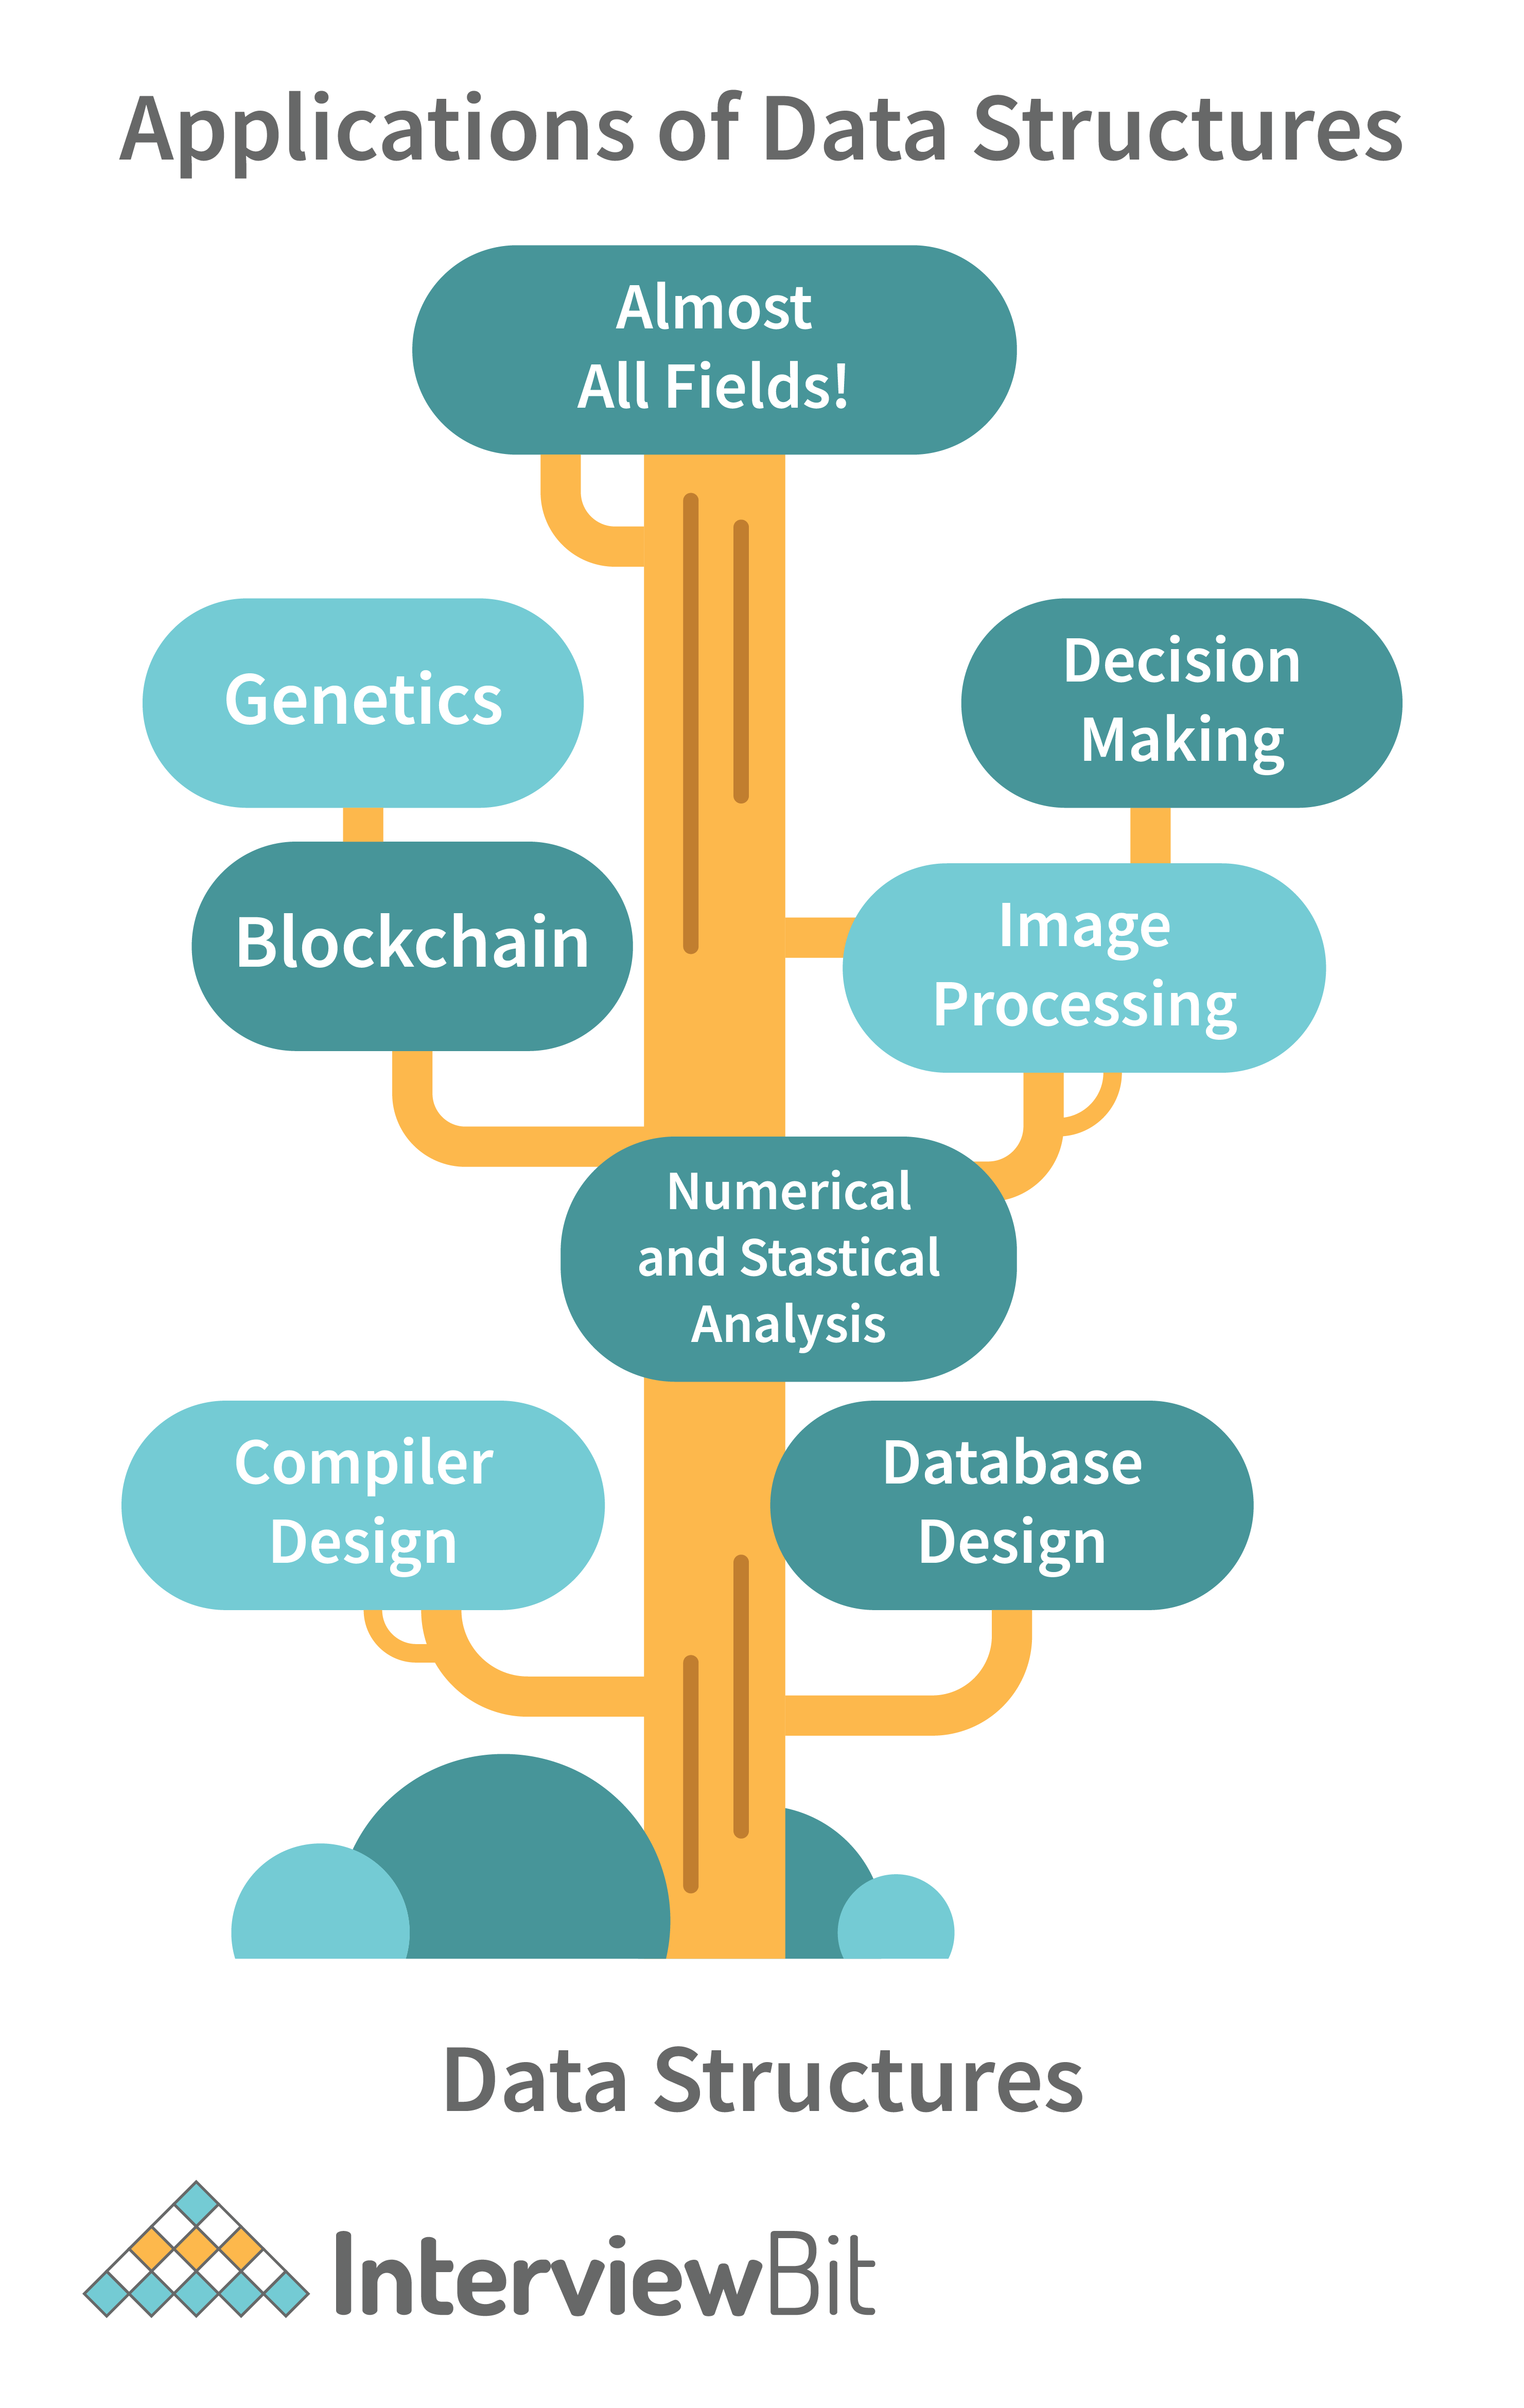 Applications of Data Structures
Almost
All Fields!
Genetics
Decision
Making
Blockchain
Image
Processing
Numerical
and Stastical
Analysis
Compiler
Design
Database
Design
Data Structures
InterviewBit